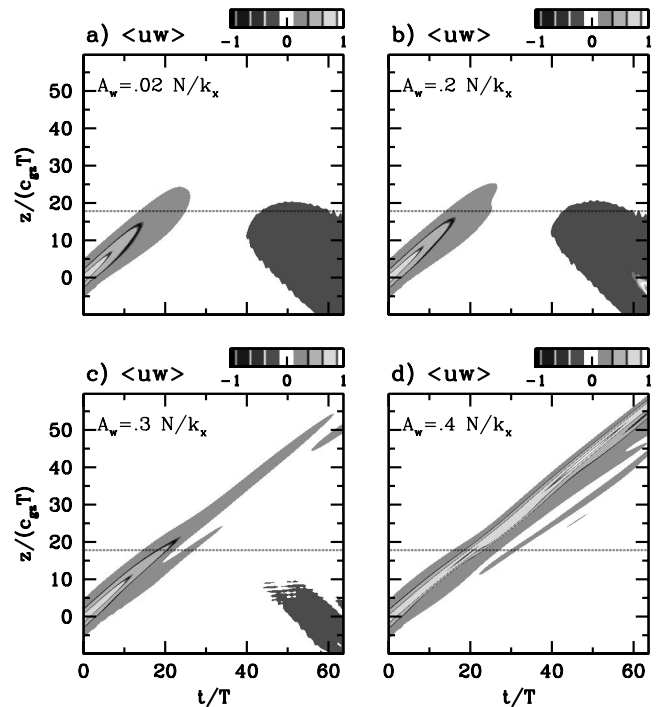 a) <uw>
-1 0 1
b) <uw>
-1 0 1
A_w=.02 N/k_x
A_w=.2 N/k_x
z/(c_gz T)
50
40
30
20
10
0
c) <uw>
-1 0 1
d) <uw>
-1 0 1
A_w=.3 N/k_x
A_w=.4 N/k_x
z/(c_gz T)
50
40
30
20
10
0
0 20 40 60
0 20 40 60
t/T
t/T